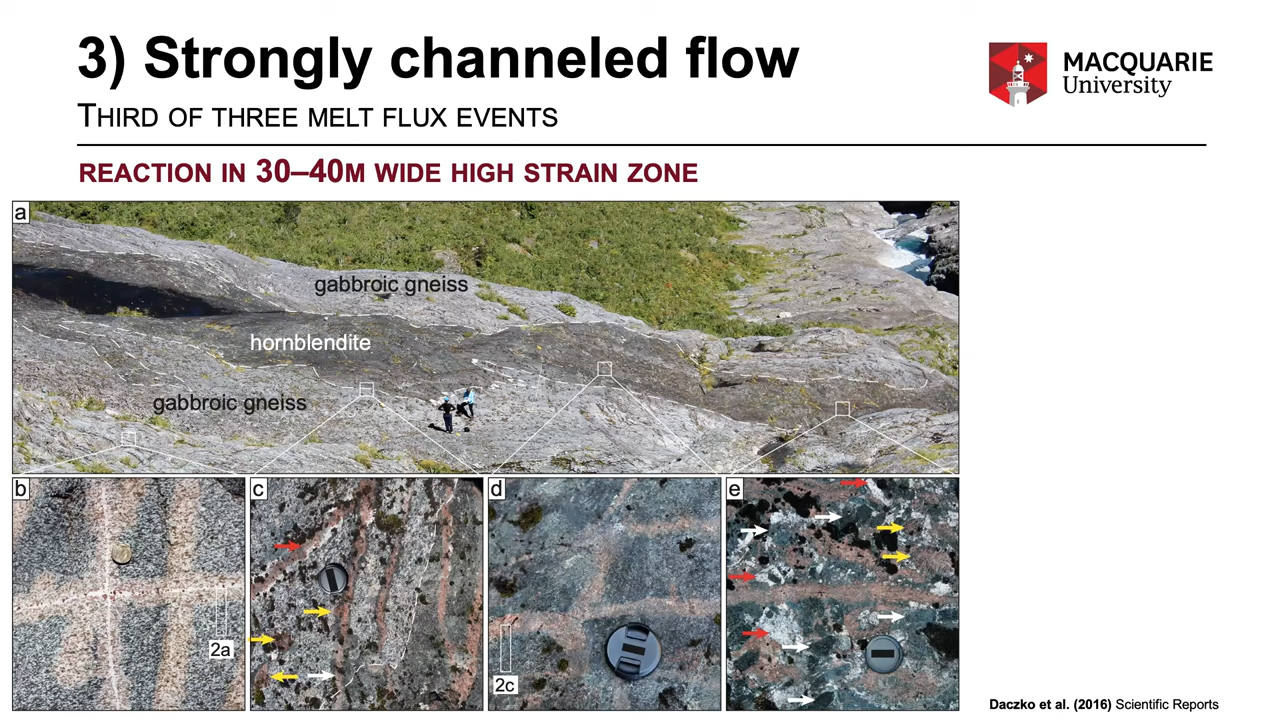 3) Strongly channeled flow
MACQUARIE
University
THIRD OF THREE MELT FLUX EVENTS
REACTION IN 30–40M WIDE HIGH STRAIN ZONE
a
gabbroic gneiss
hornblendite
gabbroic gneiss
b
c
d
e
2a
2c
Daczko et al. (2016) Scientific Reports